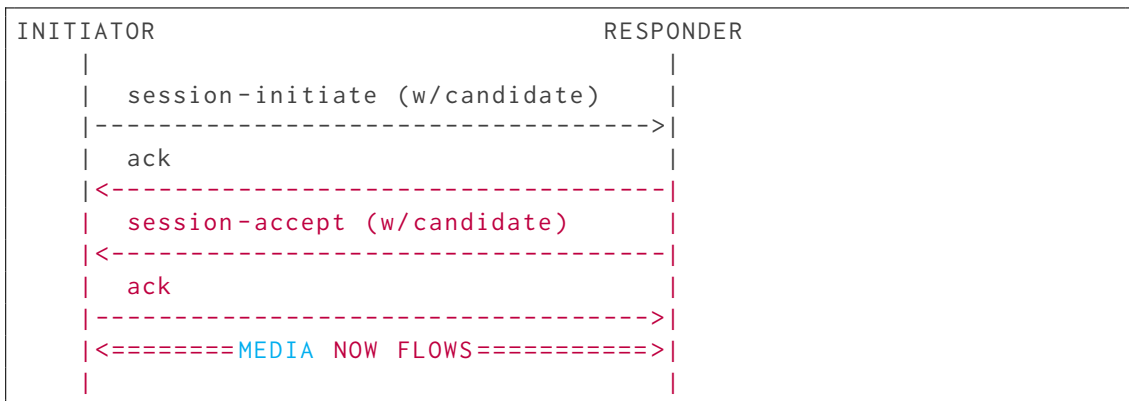 INITIATOR                            RESPONDER
    |                                    |
    |  session-initiate (w/candidate)    |
    |----------------------------------->|
    |  ack                               |
    |<-----------------------------------|
    |  session-accept (w/candidate)      |
    |<-----------------------------------|
    |  ack                               |
    |----------------------------------->|
    |<========MEDIA NOW FLOWS===========>|
    |                                    |